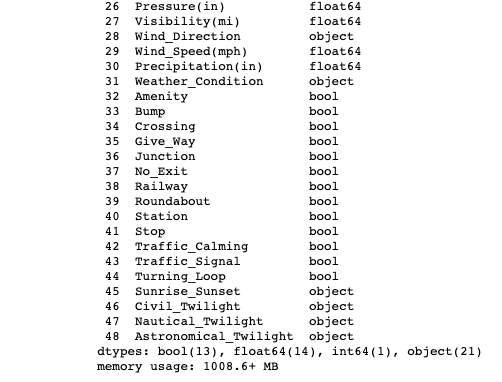 26 Pressure(in) float64
27 Visibility(mi) float64
28 Wind_Direction object
29 Wind_Speed(mph) float64
30 Precipitation(in) float64
31 Weather_Condition object
32 Amenity bool
33 Bump bool
34 Crossing bool
35 Give_Way bool
36 Junction bool
37 No_Exit bool
38 Railway bool
39 Roundabout bool
40 Station bool
41 Stop bool
42 Traffic_Calming bool
43 Traffic_Signal bool
44 Turning_Loop bool
45 Sunrise_Sunset object
46 Civil_Twilight object
47 Nautical_Twilight object
48 Astronomical_Twilight object
dtypes: bool(13), float64(14), int64(1), object(21)
memory usage: 1008.6+ MB